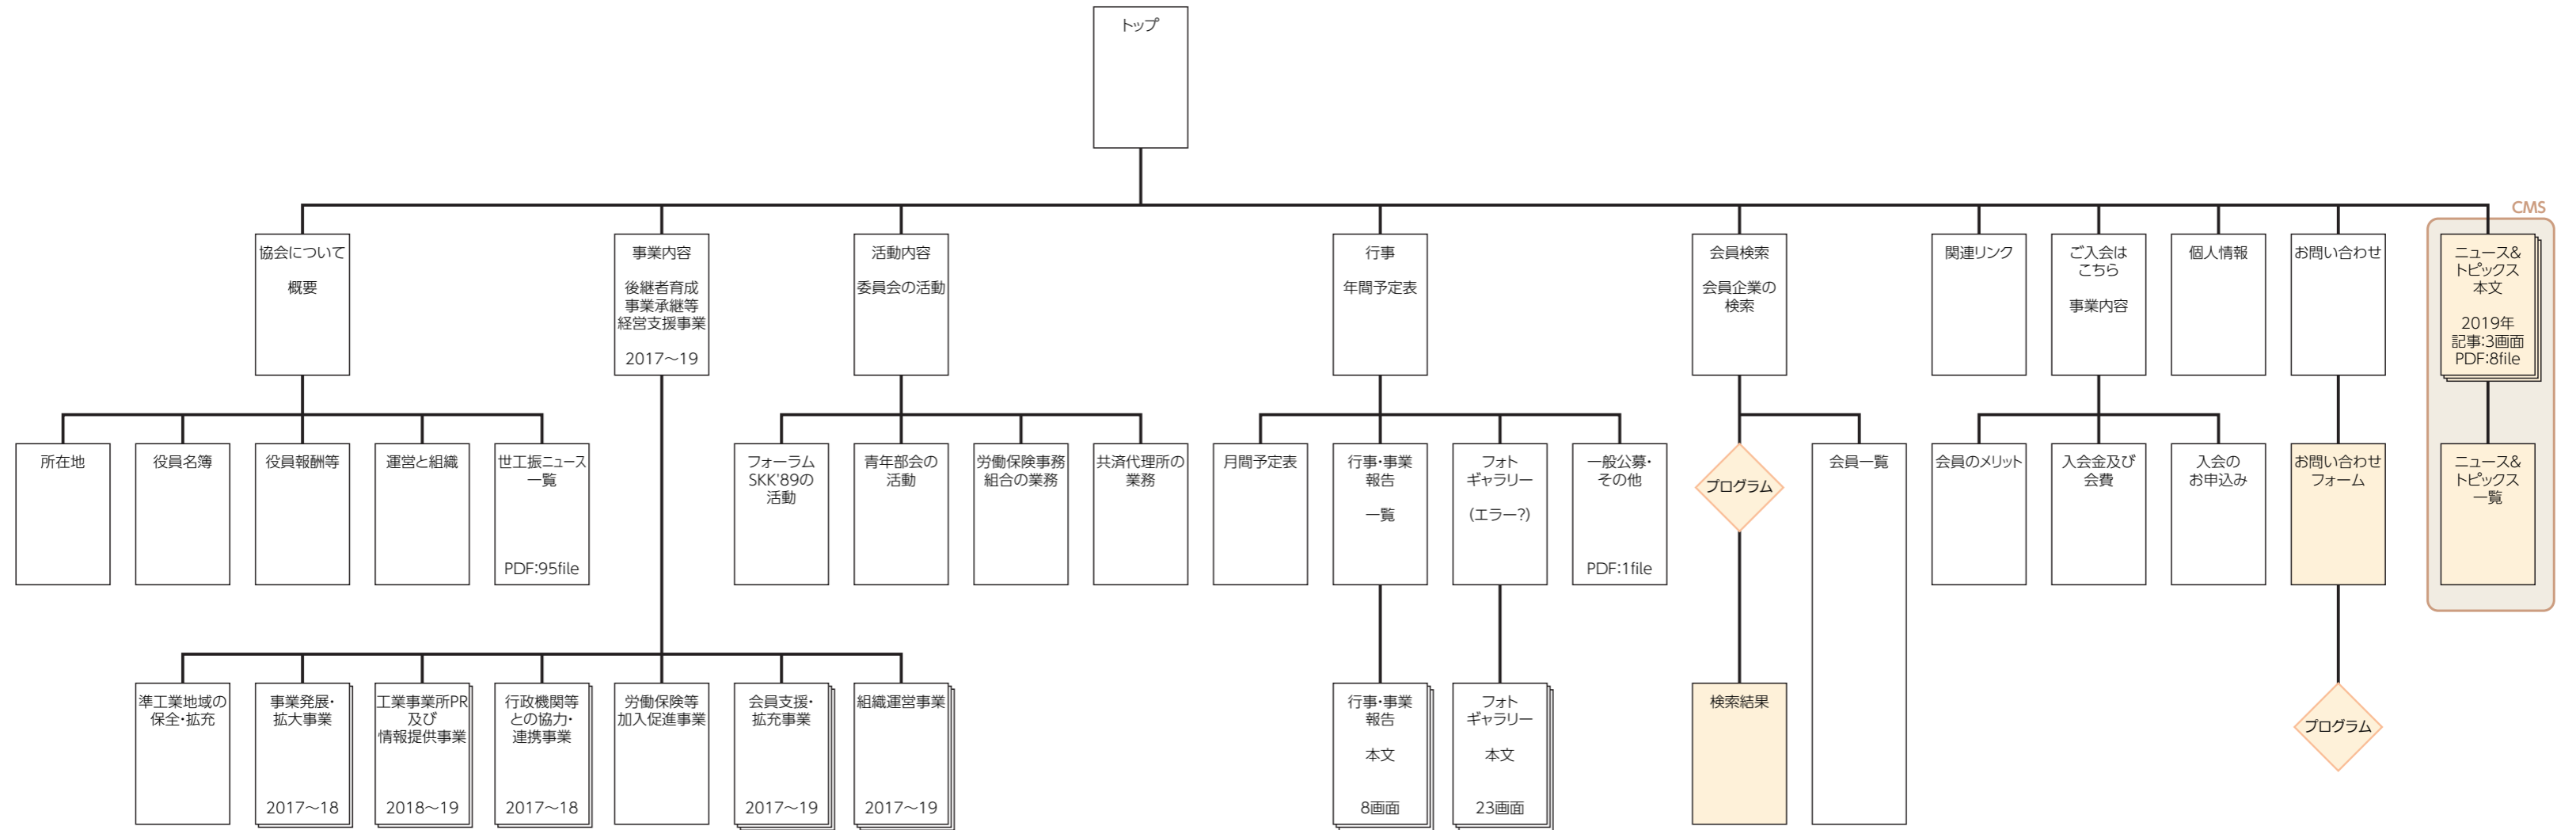 トップ
CMS
協会について
概要
事業内容
後継者育成
事業承継等
経営支援事業
2017〜19
活動内容
委員会の活動
行事
年間予定表
会員検索
会員企業の
検索
関連リンク
ご入会は
こちら
事業内容
個人情報
お問い合わせ
ニュース&
トピックス
本文
2019年
記事:3画面
PDF:8file
所在地
役員名簿
役員報酬等
運営と組織
世工振ニュース
一覧
PDF:95file
フォーラム
SKK'89の
活動
青年部会の
活動
労働保険事務
組合の業務
共済代理所の
業務
月間予定表
行事・事業
報告
一覧
フォト
ギャラリー
(エラー?)
一般公募・
その他
PDF:1file
プログラム
会員一覧
会員のメリット
入会金及び
会費
入会の
お申込み
お問い合わせ
フォーム
ニュース&
トピックス
一覧
準工業地域の
保全・拡充
事業発展・
拡大事業
2017〜18
工業事業所PR
及び
情報提供事業
2018〜19
行政機関等
との協力・
連携事業
2017〜18
労働保険等
加入促進事業
会員支援・
拡充事業
2017〜19
組織運営事業
2017〜19
行事・事業
報告
本文
8画面
フォト
ギャラリー
本文
23画面
検索結果
プログラム